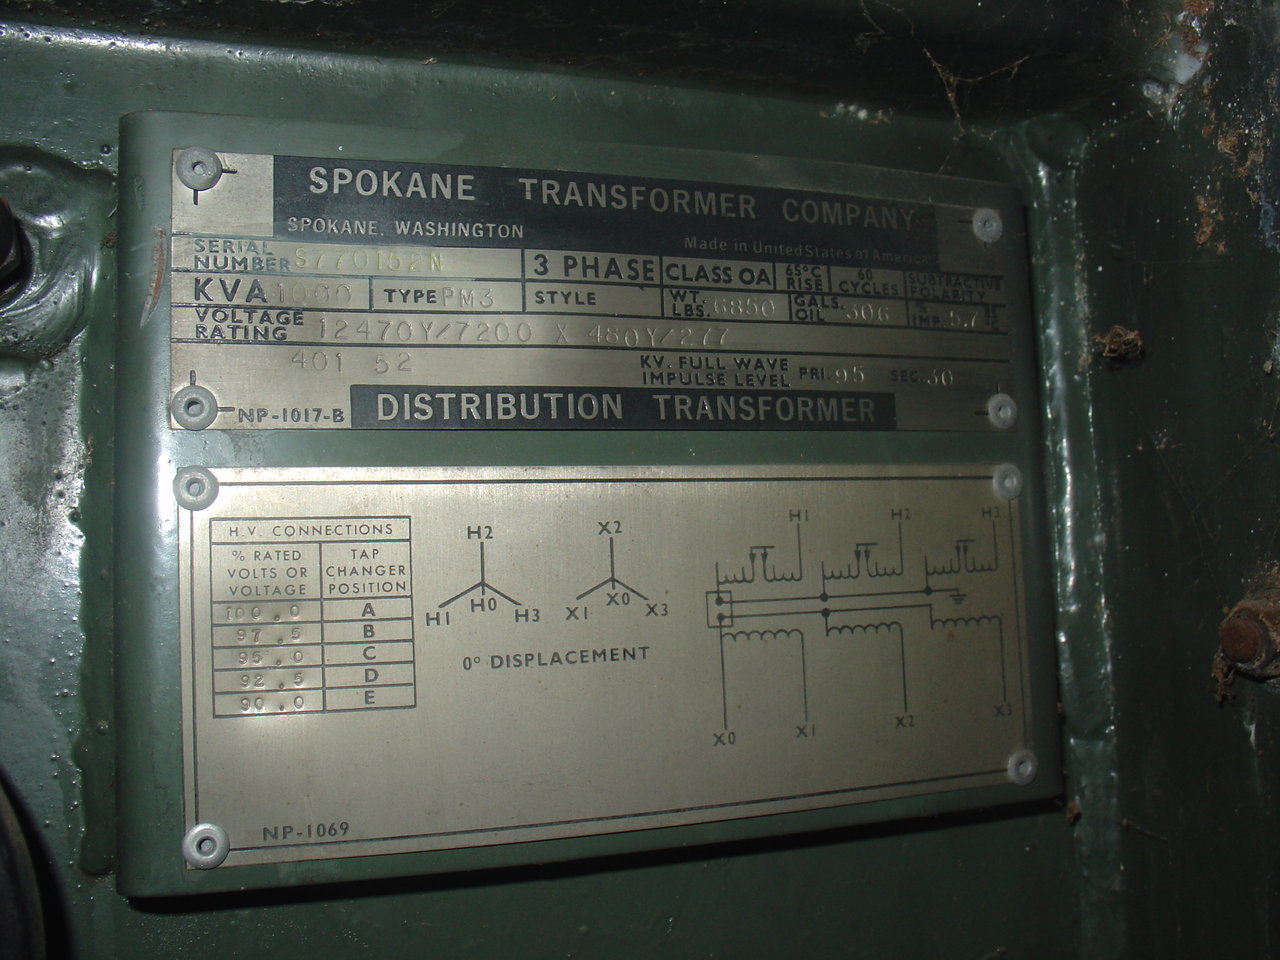 SPOKANE TRANSFORMER COMPANY
SPOKANE, WASHINGTON
Made in United States of America
SERIAL NUMBER S770152N 3 PHASE CLASS OA 65°C RISE 60 CYCLES SUBTRACTIVE POLARITY
KVA 1000 TYPE PM3 STYLE WT. LBS. 6850 GALS. OIL 306 IMP. 5.7
VOLTAGE RATING 12470Y/7200 X 480Y/277
401 52 KV. FULL WAVE IMPULSE LEVEL PRI. 95 SEC. 30
NP-1017-B DISTRIBUTION TRANSFORMER
H.V. CONNECTIONS
% RATED VOLTS OR VOLTAGE TAP CHANGER POSITION
100.0 A
97.5 B
95.0 C
92.5 D
90.0 E
H2
H1 H0 H3
X2
X1 X0 X3
0° DISPLACEMENT
H1 H2 H3
X0 X1 X2 X3
NP-1069